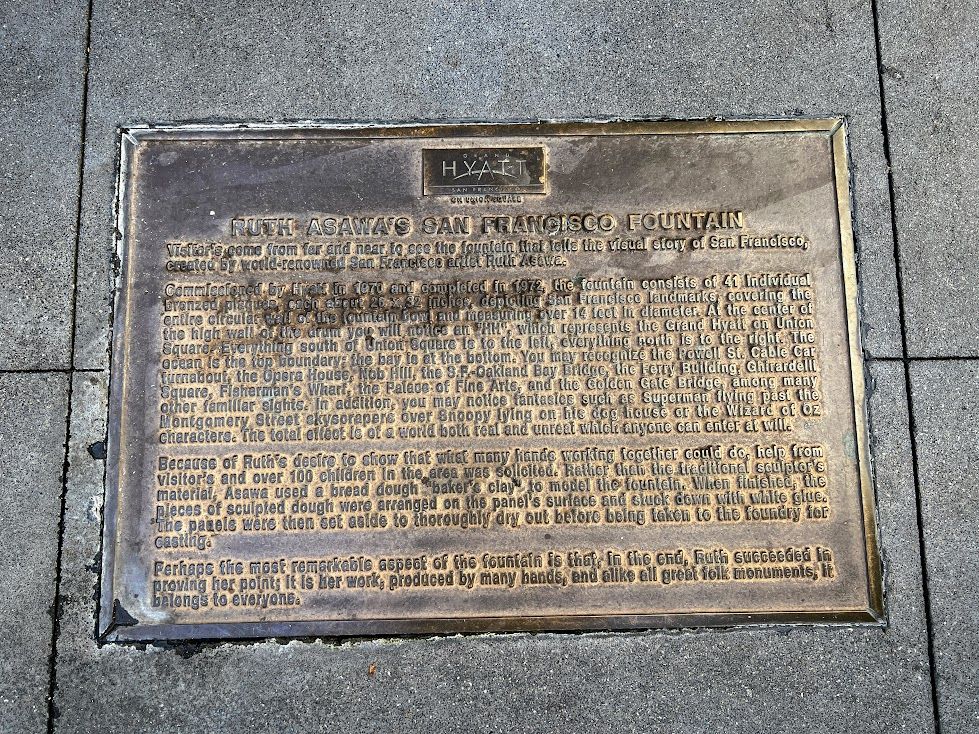 GRAND
HYATT
SAN FRANCISCO
ON UNION SQUARE
RUTH ASAWA'S SAN FRANCISCO FOUNTAIN
Visitor's come from far and near to see the fountain that tells the visual story of San Francisco,
created by world-renowned San Francisco artist Ruth Asawa.
Commissioned by Hyatt in 1970 and completed in 1972, the fountain consists of 41 individual
bronzed plaques, each about 26 x 32 inches, depicting San Francisco landmarks, covering the
entire circular wall of the fountain bowl and measuring over 14 feet in diameter. At the center of
the high wall of the drum you will notice an "HH", which represents the Grand Hyatt on Union
Square. Everything south of Union Square is to the left, everything north is to the right. The
ocean is the top boundary: the bay is at the bottom. You may recognize the Powell St. Cable Car
turnabout, the Opera House, Nob Hill, the S.F.-Oakland Bay Bridge, the Ferry Building, Ghirardelli
Square, Fisherman's Wharf, the Palace of Fine Arts, and the Golden Gate Bridge, among many
other familiar sights. In addition, you may notice fantasies such as Superman flying past the
Montgomery Street skyscrapers over Snoopy lying on his dog house or the Wizard of Oz
characters. The total effect is of a world both real and unreal which anyone can enter at will.
Because of Ruth's desire to show that what many hands working together could do, help from
visitor's and over 100 children in the area was solicited. Rather than the traditional sculptor's
material, Asawa used a bread dough "baker's clay" to model the fountain. When finished, the
pieces of sculpted dough were arranged on the panel's surface and stuck down with white glue.
The panels were then set aside to thoroughly dry out before being taken to the foundry for
casting.
Perhaps the most remarkable aspect of the fountain is that, in the end, Ruth succeeded in
proving her point; it is her work, produced by many hands, and alike all great folk monuments, it
belongs to everyone.